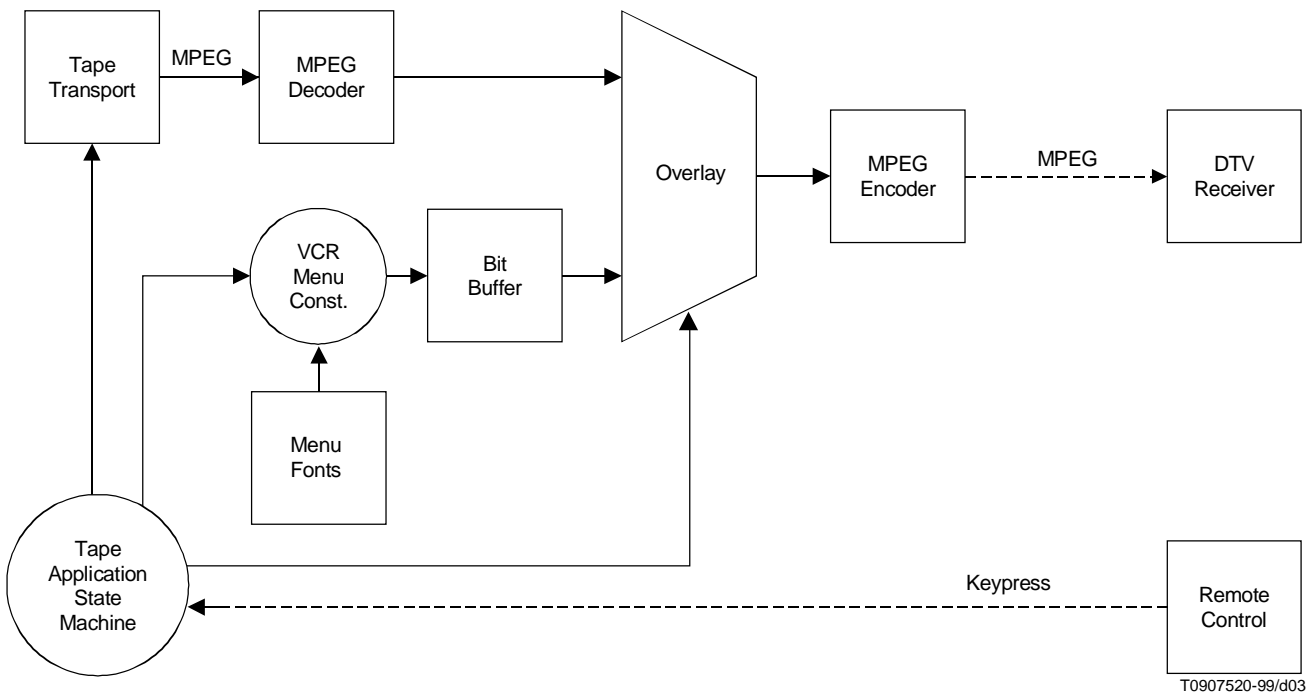 Tape
Transport
MPEG
MPEG
Decoder
Overlay
MPEG
Encoder
MPEG
DTV
Receiver
VCR
Menu
Const.
Bit
Buffer
Menu
Fonts
Tape
Application
State
Machine
Keypress
Remote
Control
T0907520-99/d03